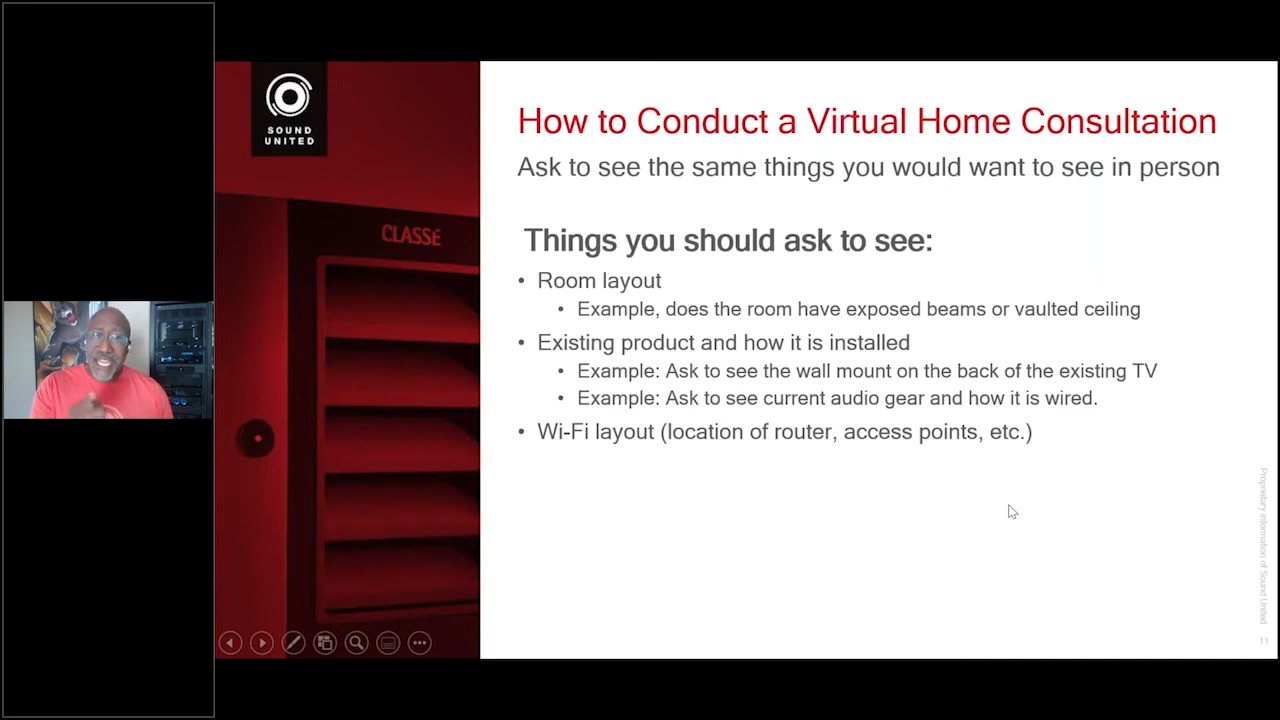 SOUND
UNITED
CLASSE
How to Conduct a Virtual Home Consultation
Ask to see the same things you would want to see in person
Things you should ask to see:
• Room layout
• Example, does the room have exposed beams or vaulted ceiling
• Existing product and how it is installed
• Example: Ask to see the wall mount on the back of the existing TV
• Example: Ask to see current audio gear and how it is wired.
• Wi-Fi layout (location of router, access points, etc.)
Proprietary information of Sound United
11